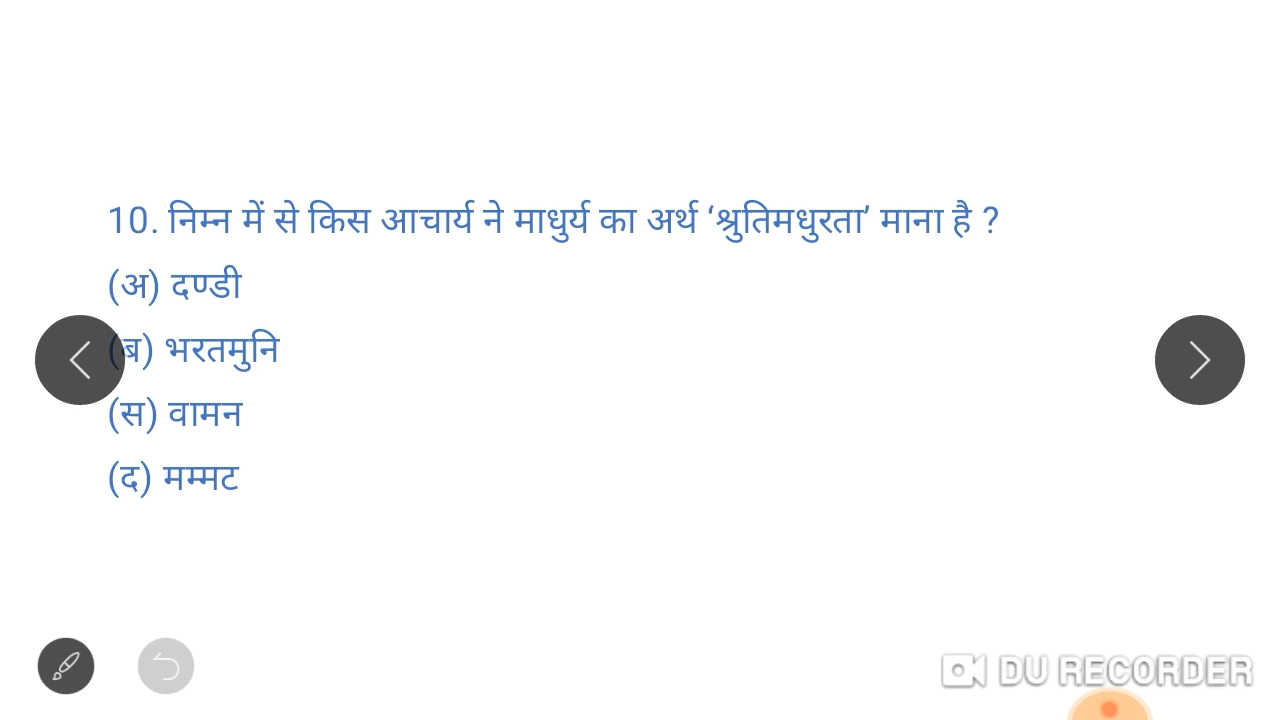 10. निम्न में से किस आचार्य ने माधुर्य का अर्थ ‘श्रुतिमधुरता’ माना है ?
(अ) दण्डी
(ब) भरतमुनि
(स) वामन
(द) मम्मट
DU RECORDER